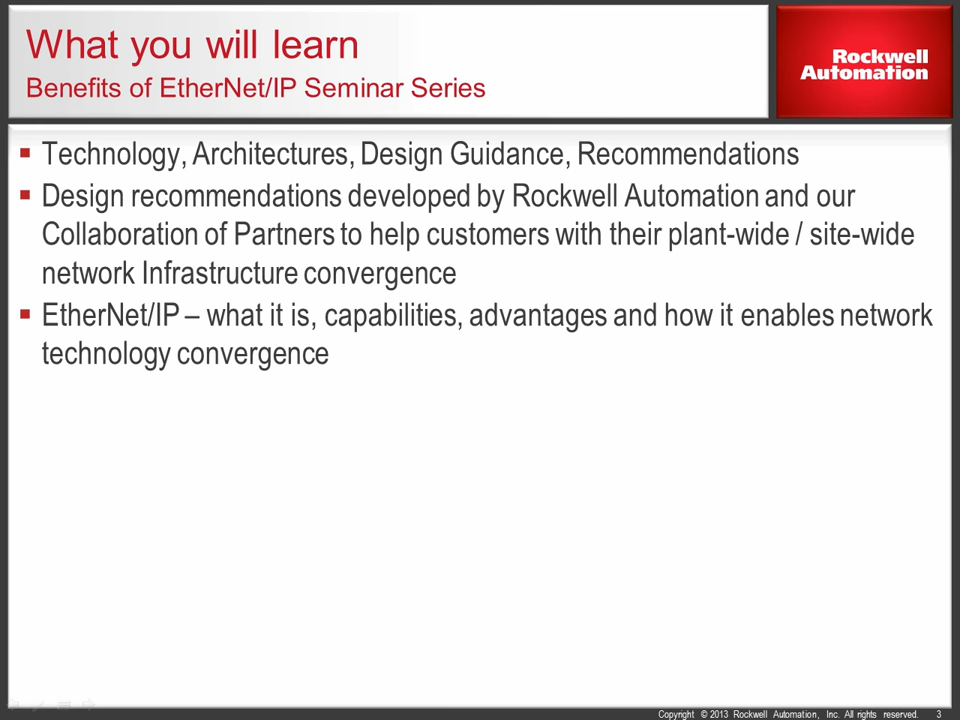 What you will learn
Benefits of EtherNet/IP Seminar Series
Rockwell
Automation
Technology, Architectures, Design Guidance, Recommendations
Design recommendations developed by Rockwell Automation and our
Collaboration of Partners to help customers with their plant-wide / site-wide
network Infrastructure convergence
EtherNet/IP – what it is, capabilities, advantages and how it enables network
technology convergence
Copyright © 2013 Rockwell Automation, Inc. All rights reserved. 3